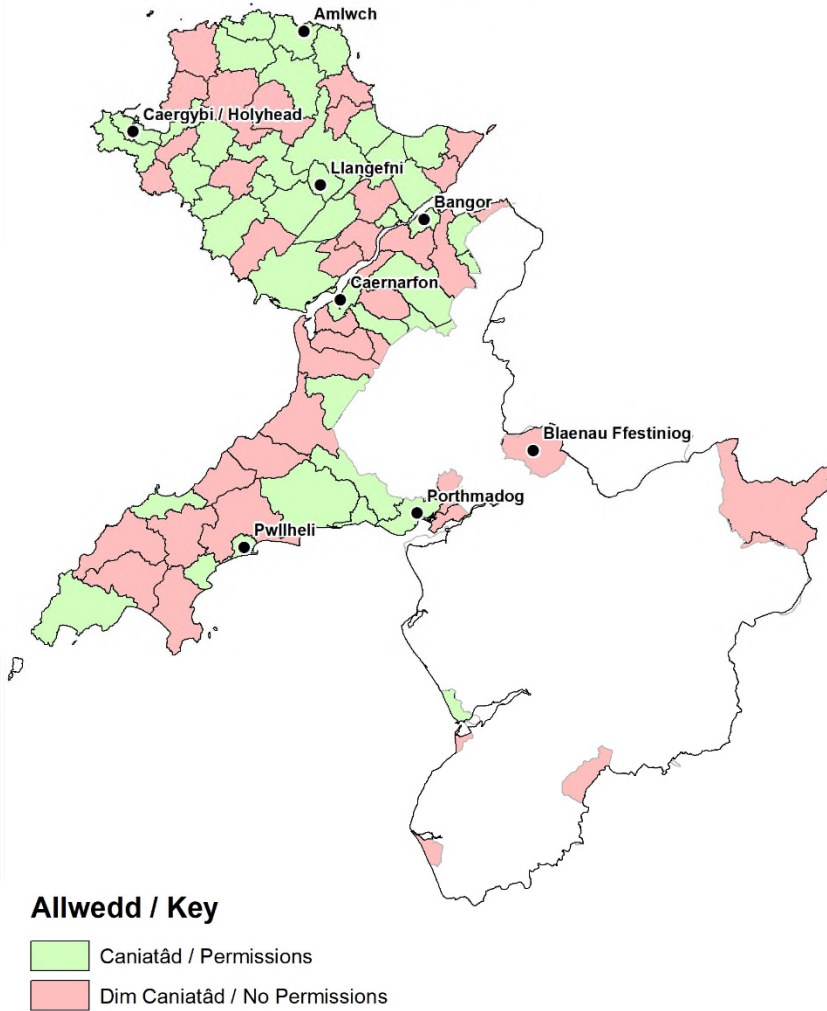 Amlwch
Caergybi / Holyhead
Llangefni
Bangor
Caernarfon
Blaenau Ffestiniog
Porthmadog
Pwllheli
Allwedd / Key
Caniatâd / Permissions
Dim Caniatâd / No Permissions